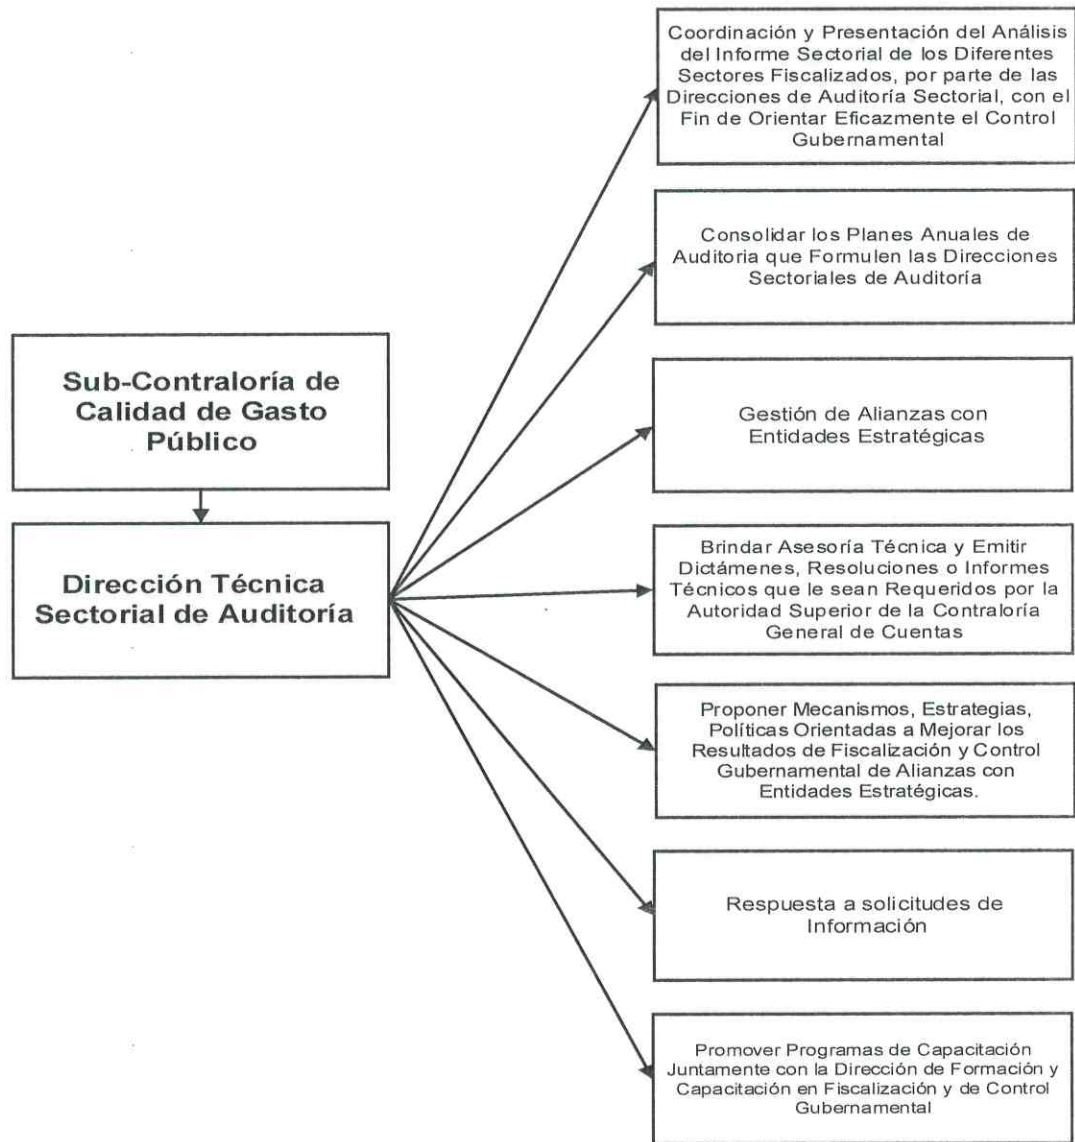 Coordinación y Presentación del Análisis
del Informe Sectorial de los Diferentes
Sectores Fiscalizados, por parte de las
Direcciones de Auditoría Sectorial, con el
Fin de Orientar Eficazmente el Control
Gubernamental
Consolidar los Planes Anuales de
Auditoria que Formulen las Direcciones
Sectoriales de Auditoría
Sub-Contraloría de
Calidad de Gasto
Público
Gestión de Alianzas con
Entidades Estratégicas
Dirección Técnica
Sectorial de Auditoría
Brindar Asesoría Técnica y Emitir
Dictámenes, Resoluciones o Informes
Técnicos que le sean Requeridos por la
Autoridad Superior de la Contraloría
General de Cuentas
Proponer Mecanismos, Estrategias,
Políticas Orientadas a Mejorar los
Resultados de Fiscalización y Control
Gubernamental de Alianzas con
Entidades Estratégicas.
Respuesta a solicitudes de
Información
Promover Programas de Capacitación
Juntamente con la Dirección de Formación y
Capacitación en Fiscalización y de Control
Gubernamental